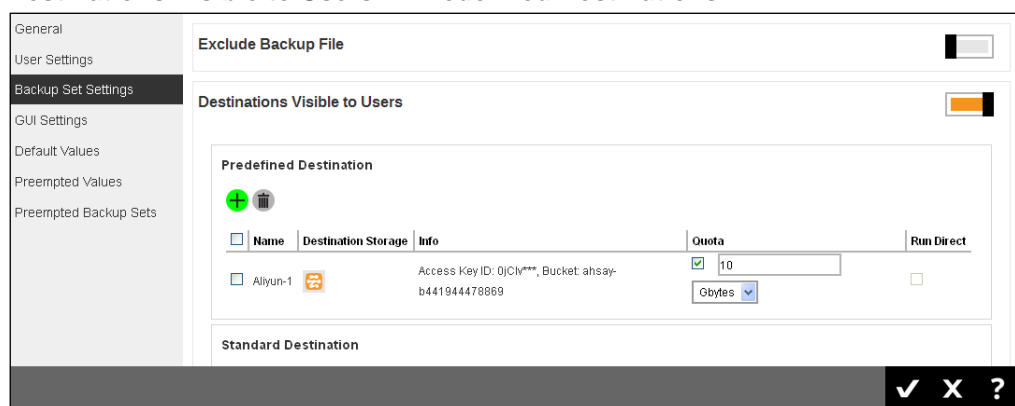 General
User Settings
Backup Set Settings
GUI Settings
Default Values
Preempted Values
Preempted Backup Sets
Exclude Backup File
Destinations Visible to Users
Predefined Destination
Name Destination Storage Info Quota Run Direct
Aliyun-1 Access Key ID: 0jClv***, Bucket: ahsay-
b441944478869
10
Gbytes
Standard Destination
?